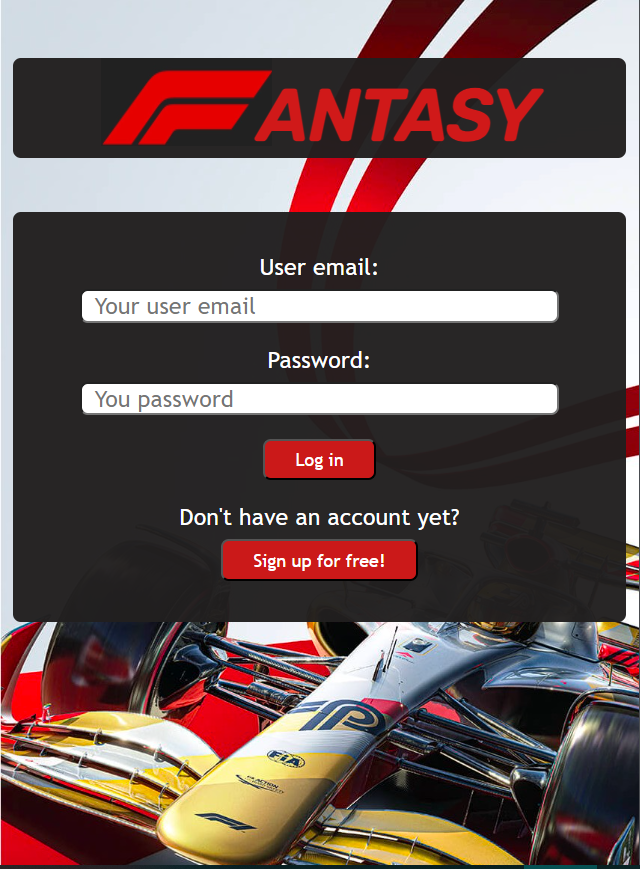 FANTASY
User email:
Your user email
Password:
You password
Log in
Don't have an account yet?
Sign up for free!
FIA
F1